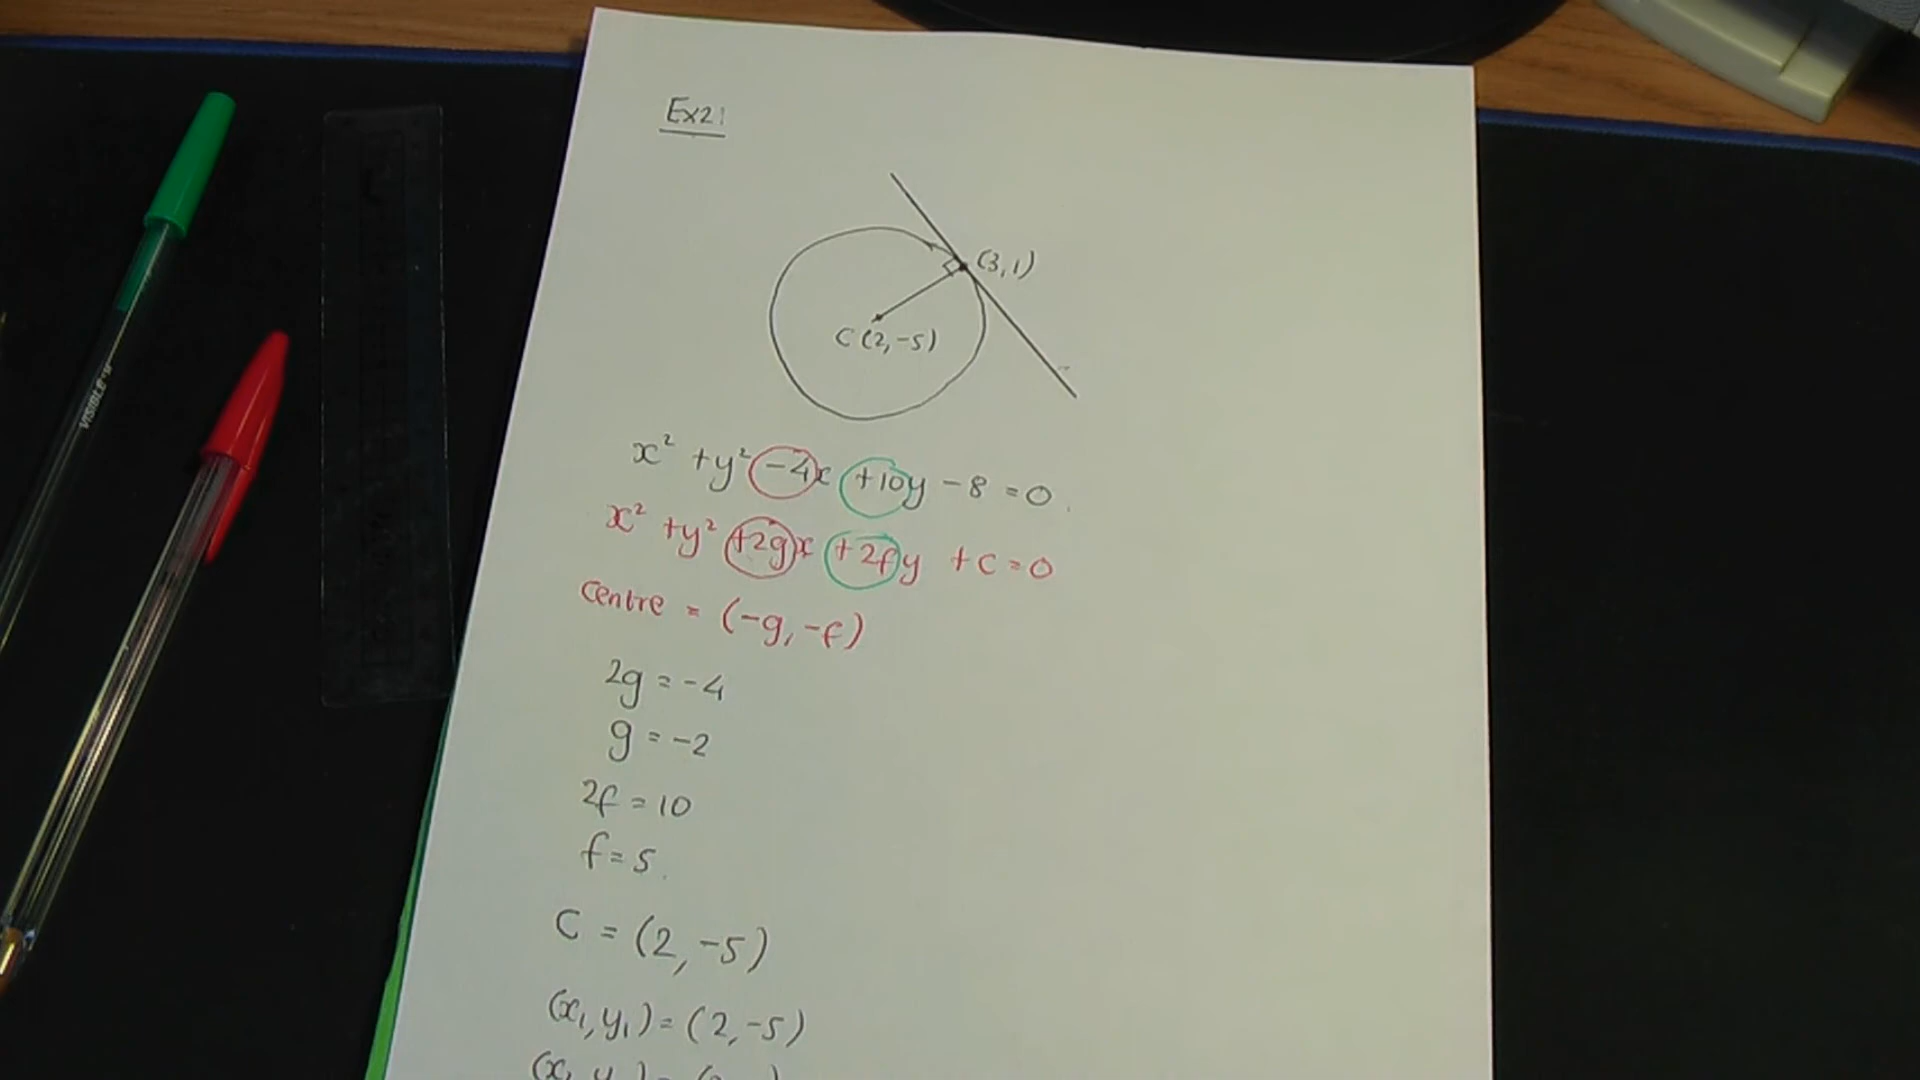 Ex2:
(3,1)
C (2,-5)
x² +y² -4x +10y -8 =0
x² +y² +2gx +2fy +c=0
centre = (-g, -f)
2g = -4
g = -2
2f = 10
f = 5
C = (2, -5)
(x₁, y₁) = (2, -5)
VISIBLE